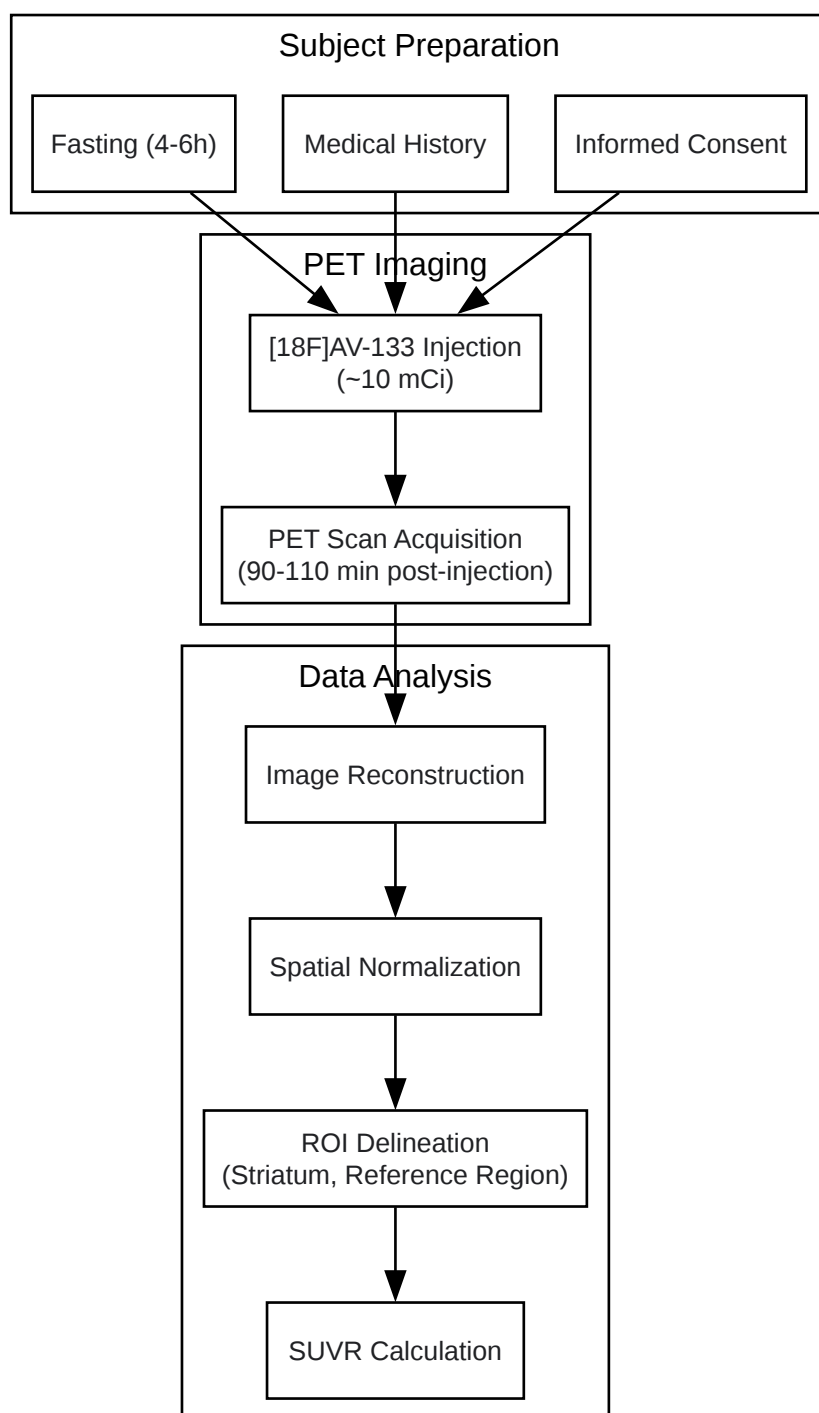 Subject Preparation
Fasting (4-6h)
Medical History
Informed Consent
PET Imaging
[18F]AV-133 Injection
(~10 mCi)
PET Scan Acquisition
(90-110 min post-injection)
Data Analysis
Image Reconstruction
Spatial Normalization
ROI Delineation
(Striatum, Reference Region)
SUVR Calculation